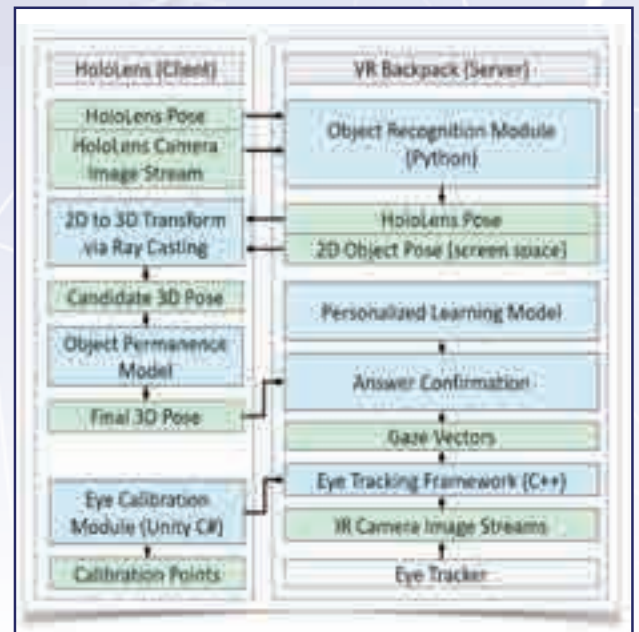 HoloLens (Client)
HoloLens Pose
HoloLens Camera
Image Stream
2D to 3D Transform
via Ray Casting
Candidate 3D Pose
Object Permanence
Model
Final 3D Pose
Eye Calibration
Module (Unity C#)
Calibration Points
VR Backpack (Server)
Object Recognition Module
(Python)
HoloLens Pose
2D Object Pose (screen space)
Personalized Learning Model
Answer Confirmation
Gaze Vectors
Eye Tracking Framework (C++)
IR Camera Image Streams
Eye Tracker